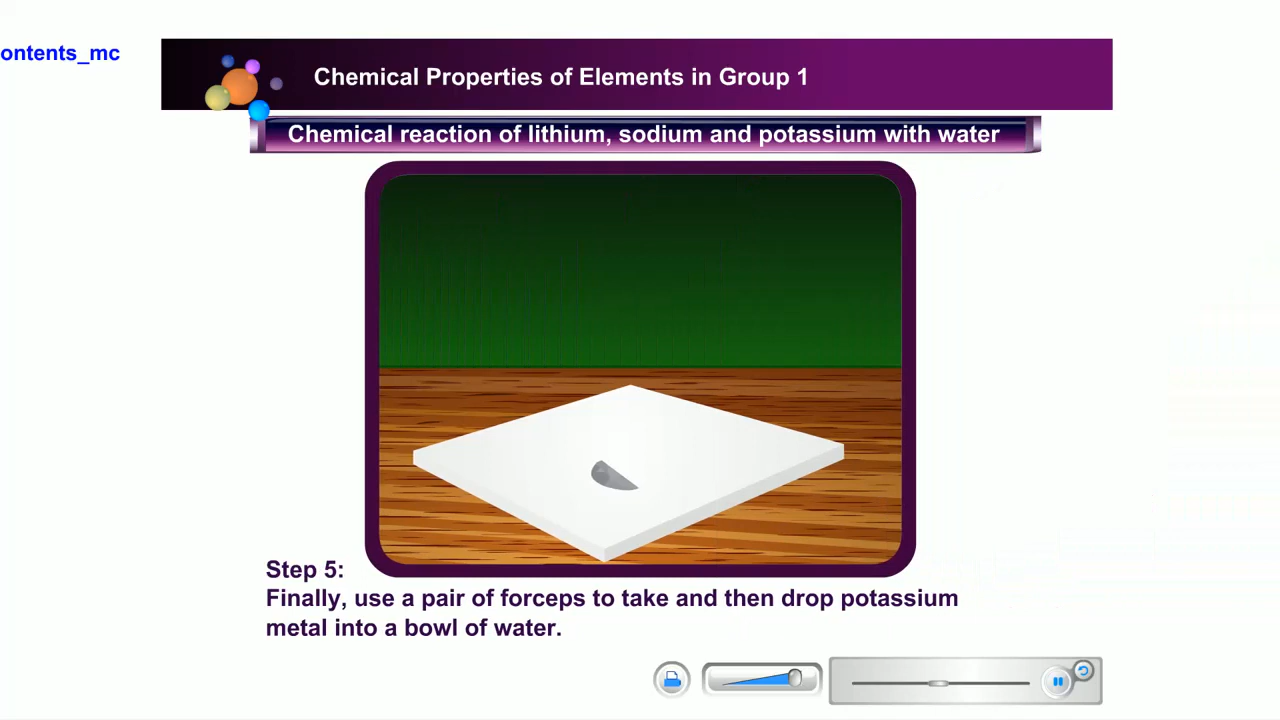 ontents_mc
Chemical Properties of Elements in Group 1
Chemical reaction of lithium, sodium and potassium with water
Step 5:
Finally, use a pair of forceps to take and then drop potassium
metal into a bowl of water.